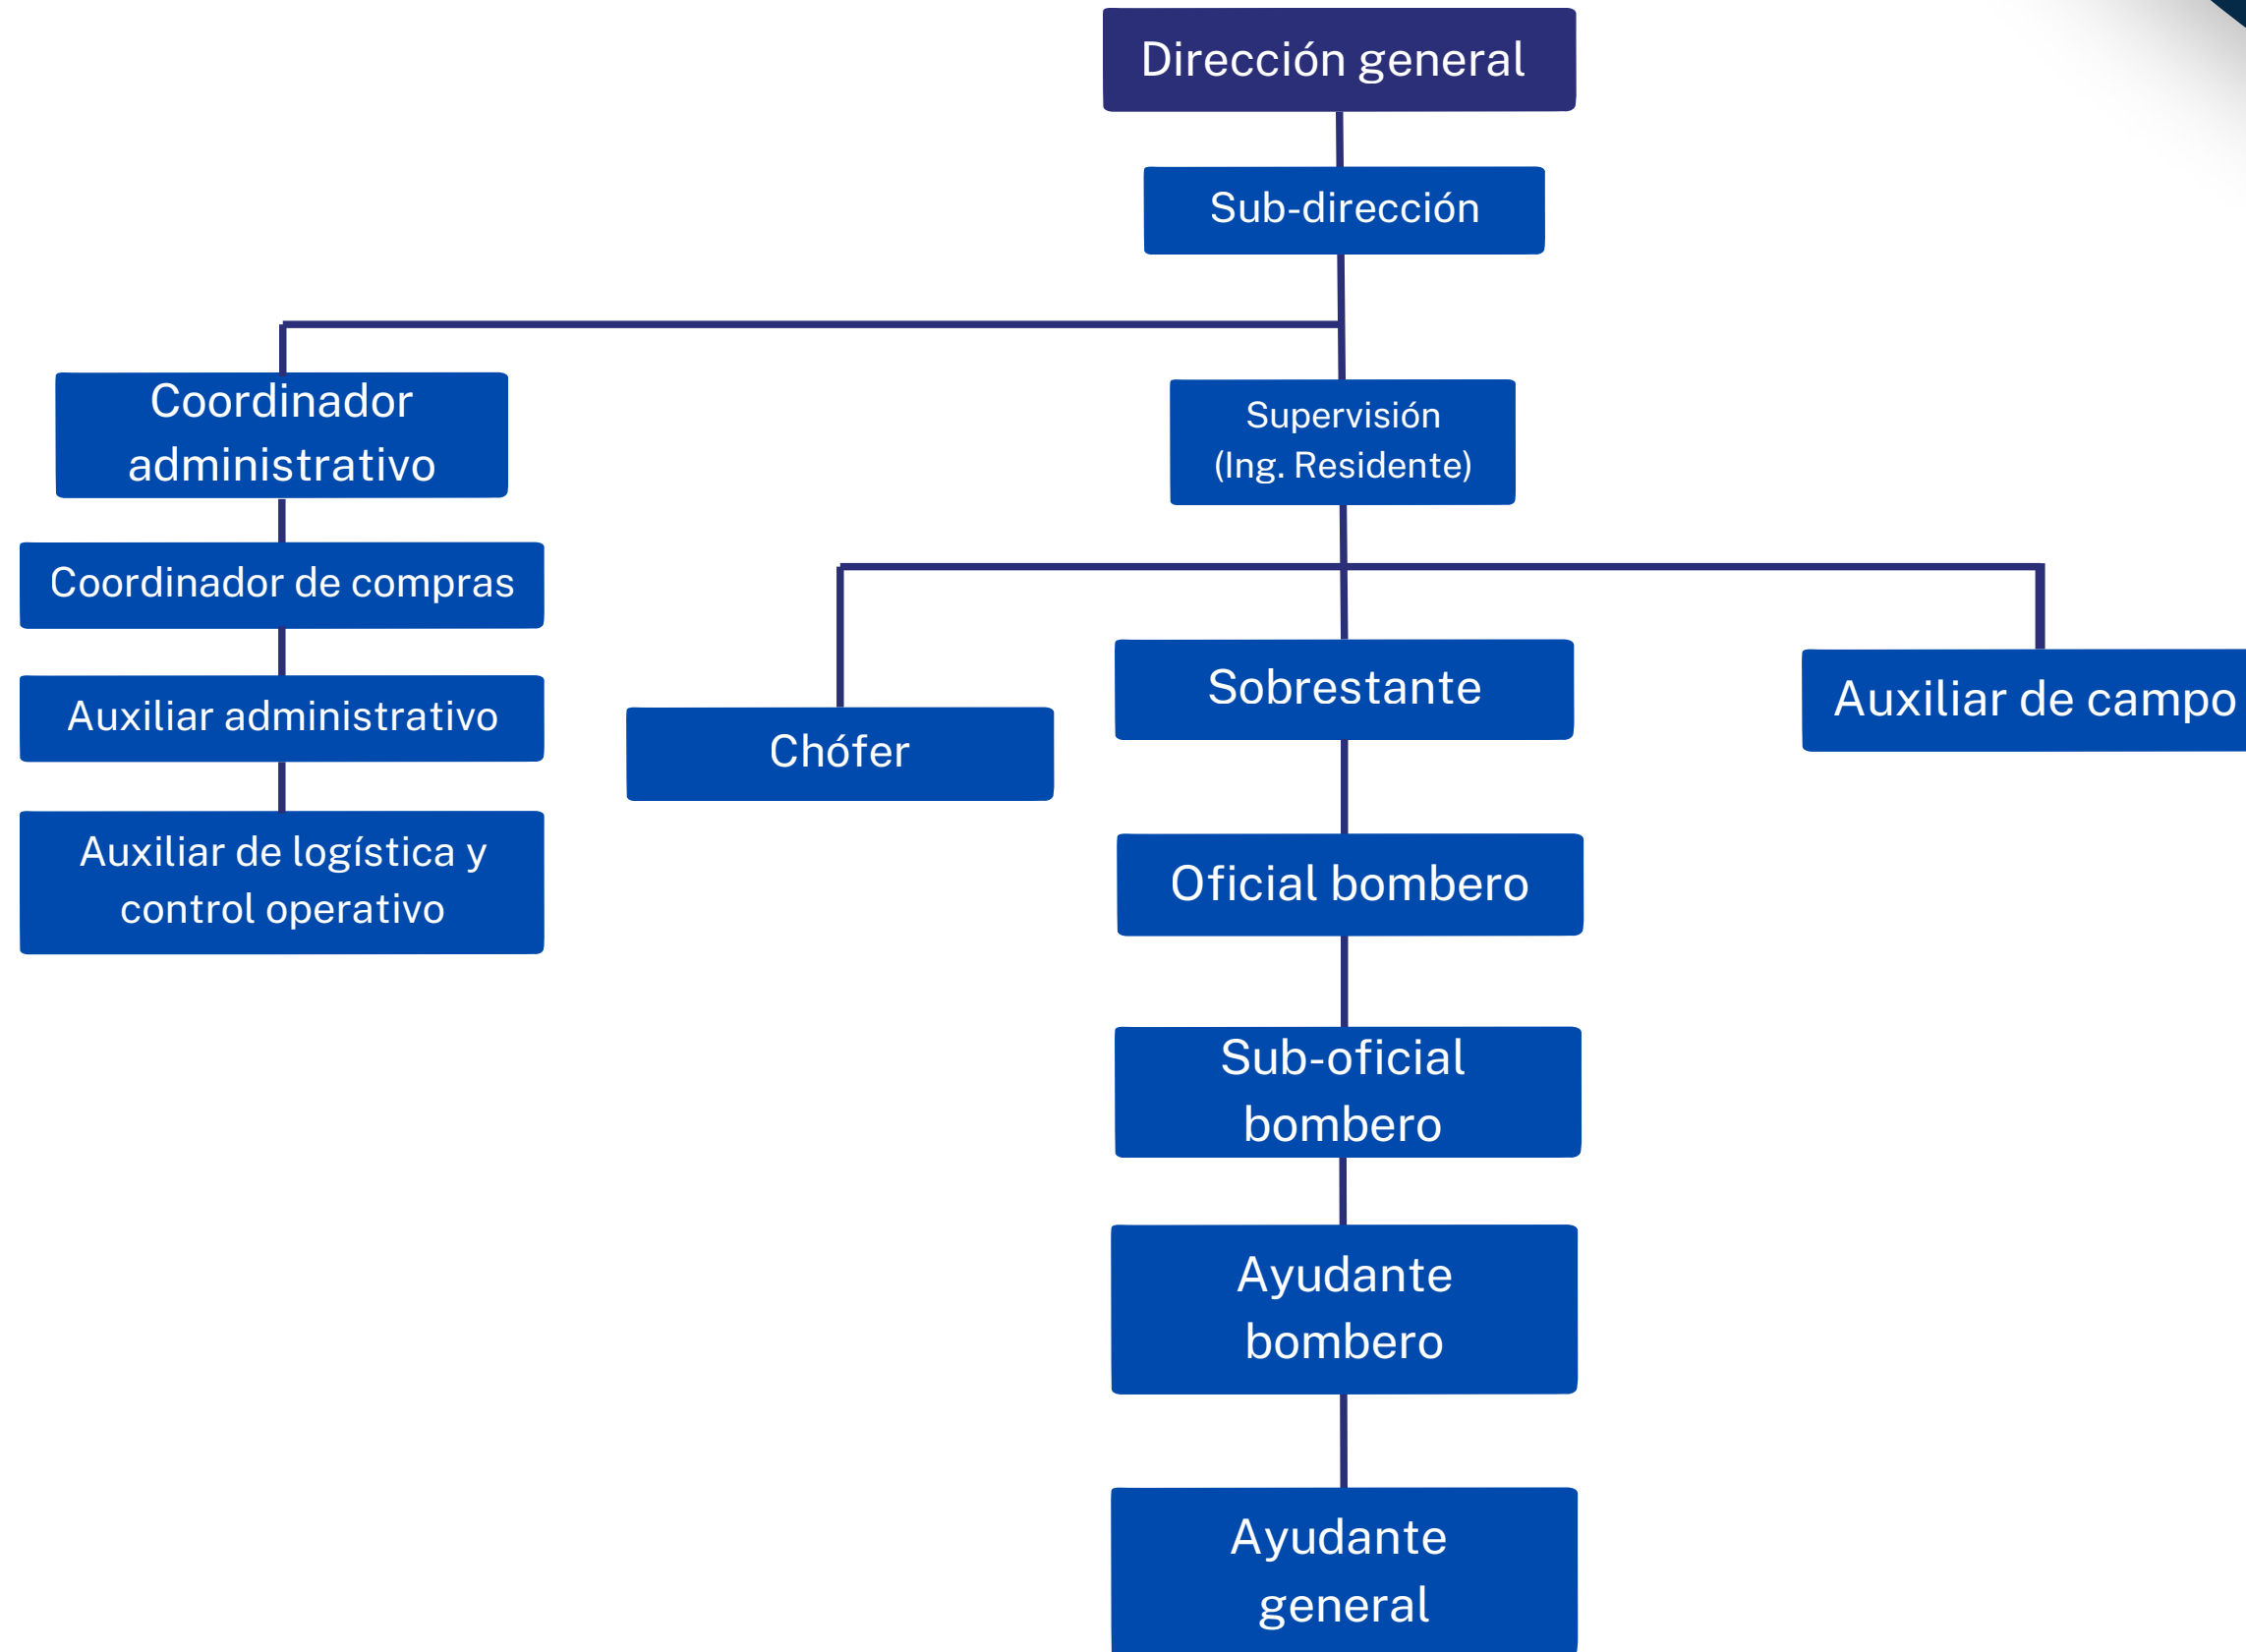 Dirección general
Sub-dirección
Coordinador
administrativo
Supervisión
(Ing. Residente)
Coordinador de compras
Auxiliar administrativo
Auxiliar de logística y
control operativo
Chófer
Sobrestante
Auxiliar de campo
Oficial bombero
Sub-oficial
bombero
Ayudante
bombero
Ayudante
general